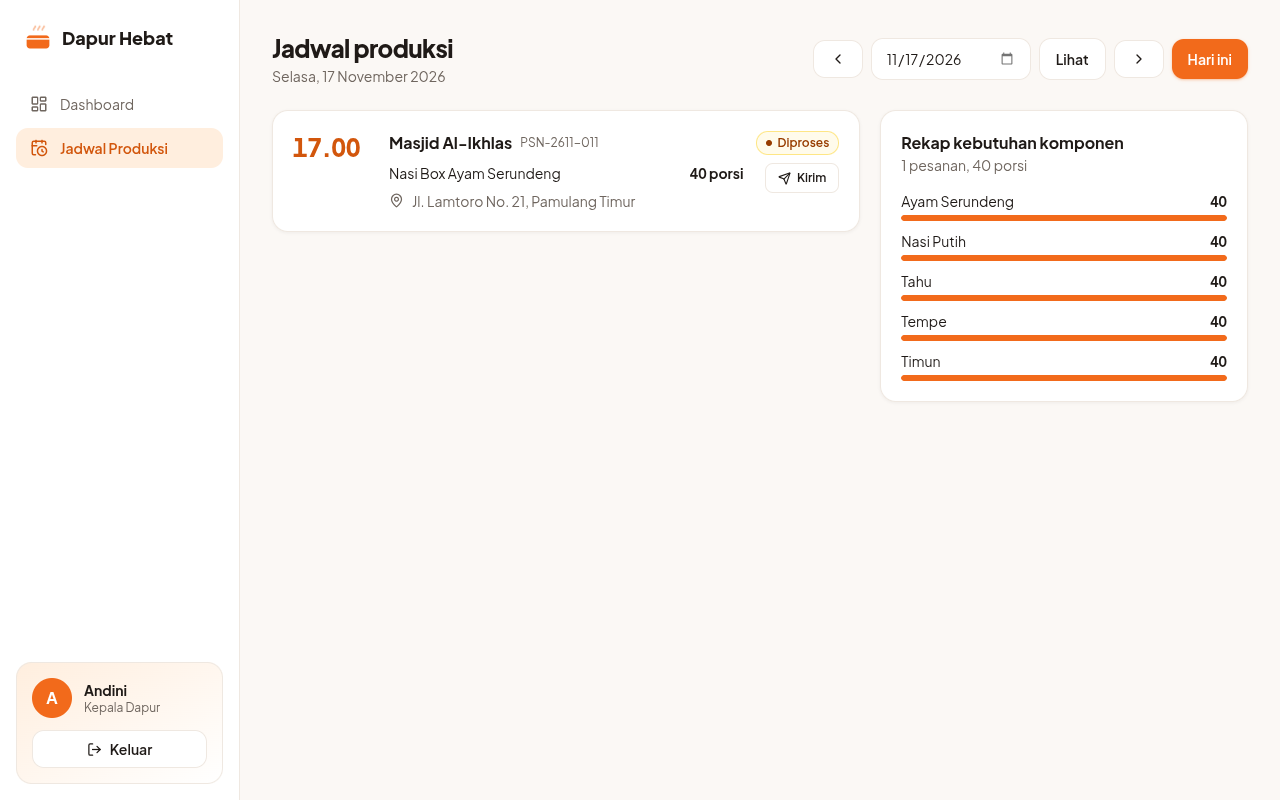 Dapur Hebat
Dashboard
Jadwal Produksi
A
Andini
Kepala Dapur
Keluar
Jadwal produksi
Selasa, 17 November 2026
11/17/2026
Lihat
Hari ini
17.00
Masjid Al-Ikhlas PSN-2611-011
Diproses
Nasi Box Ayam Serundeng 40 porsi
Kirim
Jl. Lamtoro No. 21, Pamulang Timur
Rekap kebutuhan komponen
1 pesanan, 40 porsi
Ayam Serundeng 40
Nasi Putih 40
Tahu 40
Tempe 40
Timun 40